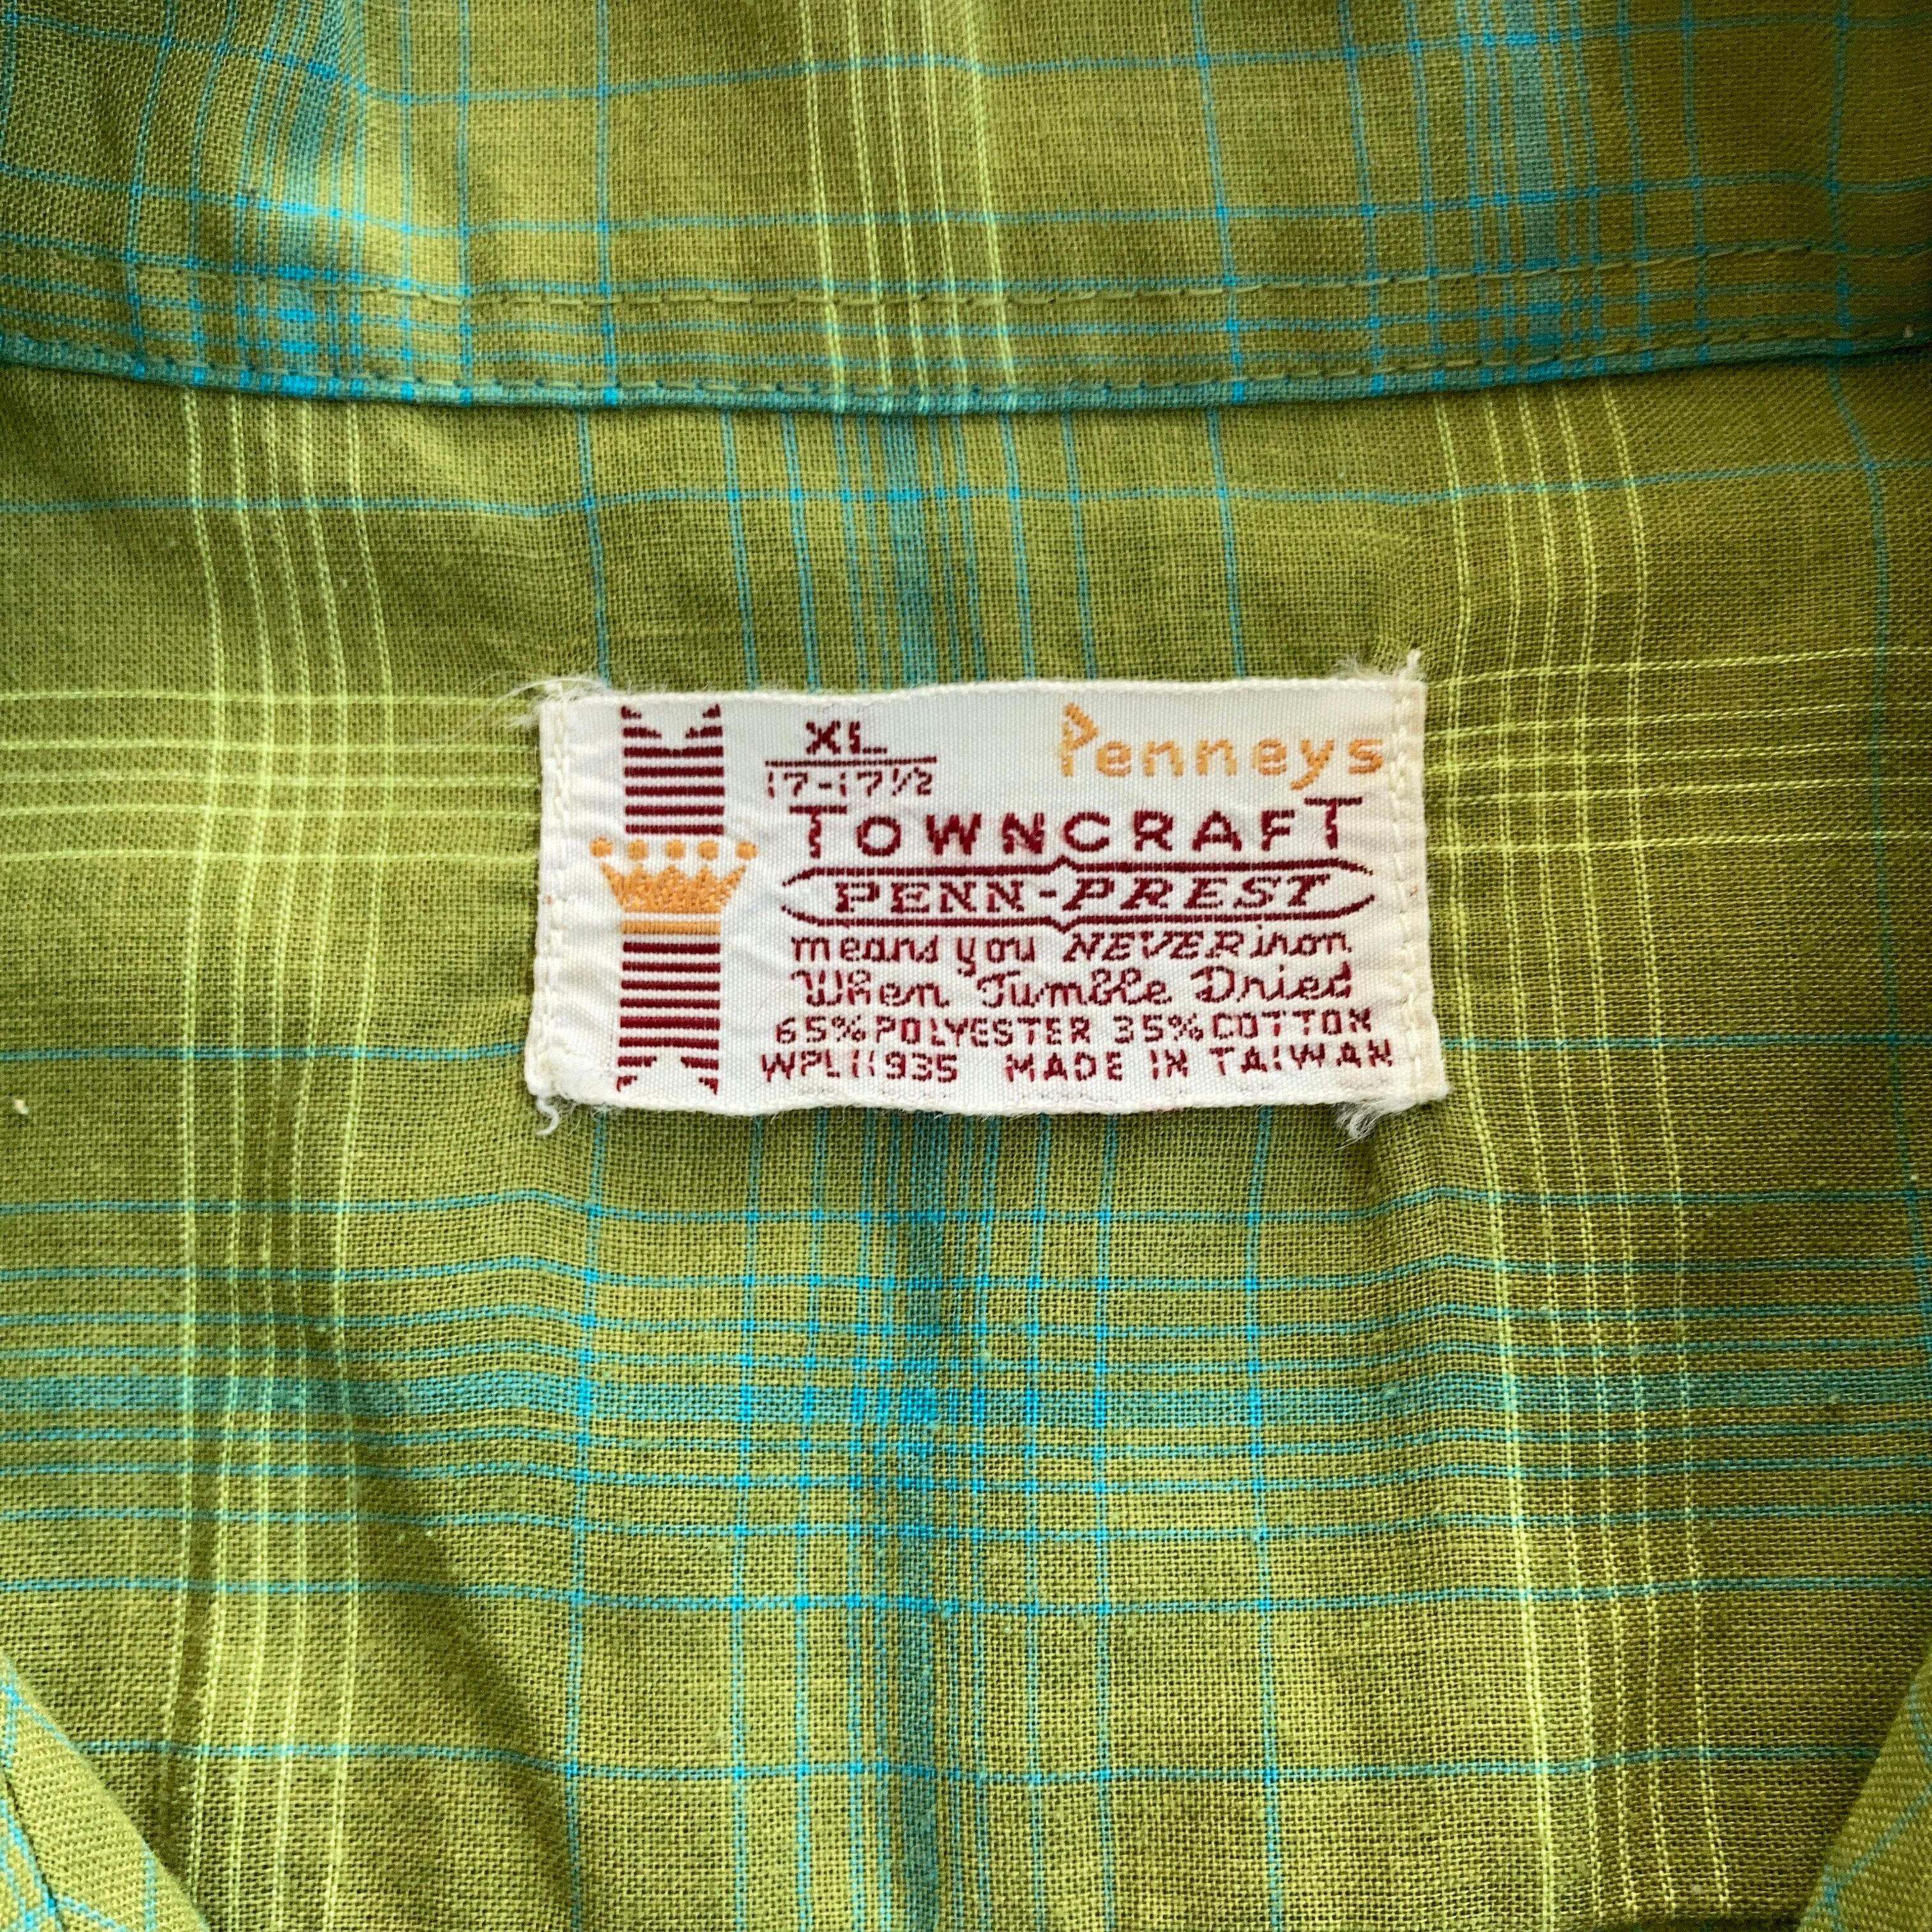 XL Penneys
17-17½
TOWNCRAFT
PENN-PREST
means you NEVER iron
When Tumble Dried
65% POLYESTER 35% COTTON
WPL 11935 MADE IN TAIWAN